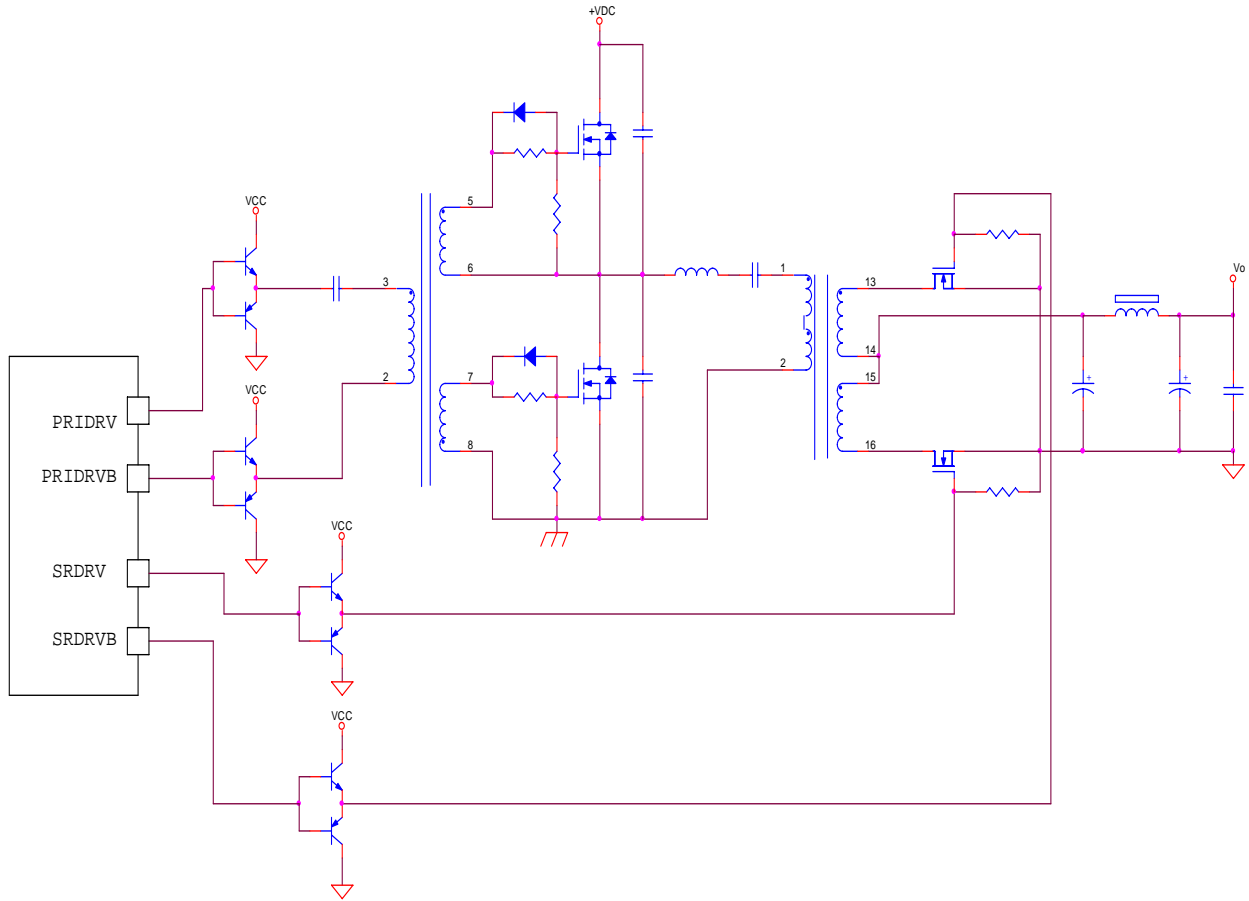 +VDC
VCC
5
6
3
2
7
8
1
2
13
14
15
16
Vo
+
+
VCC
PRIDRV
PRIDRVB
VCC
SRDRV
SRDRVB
VCC